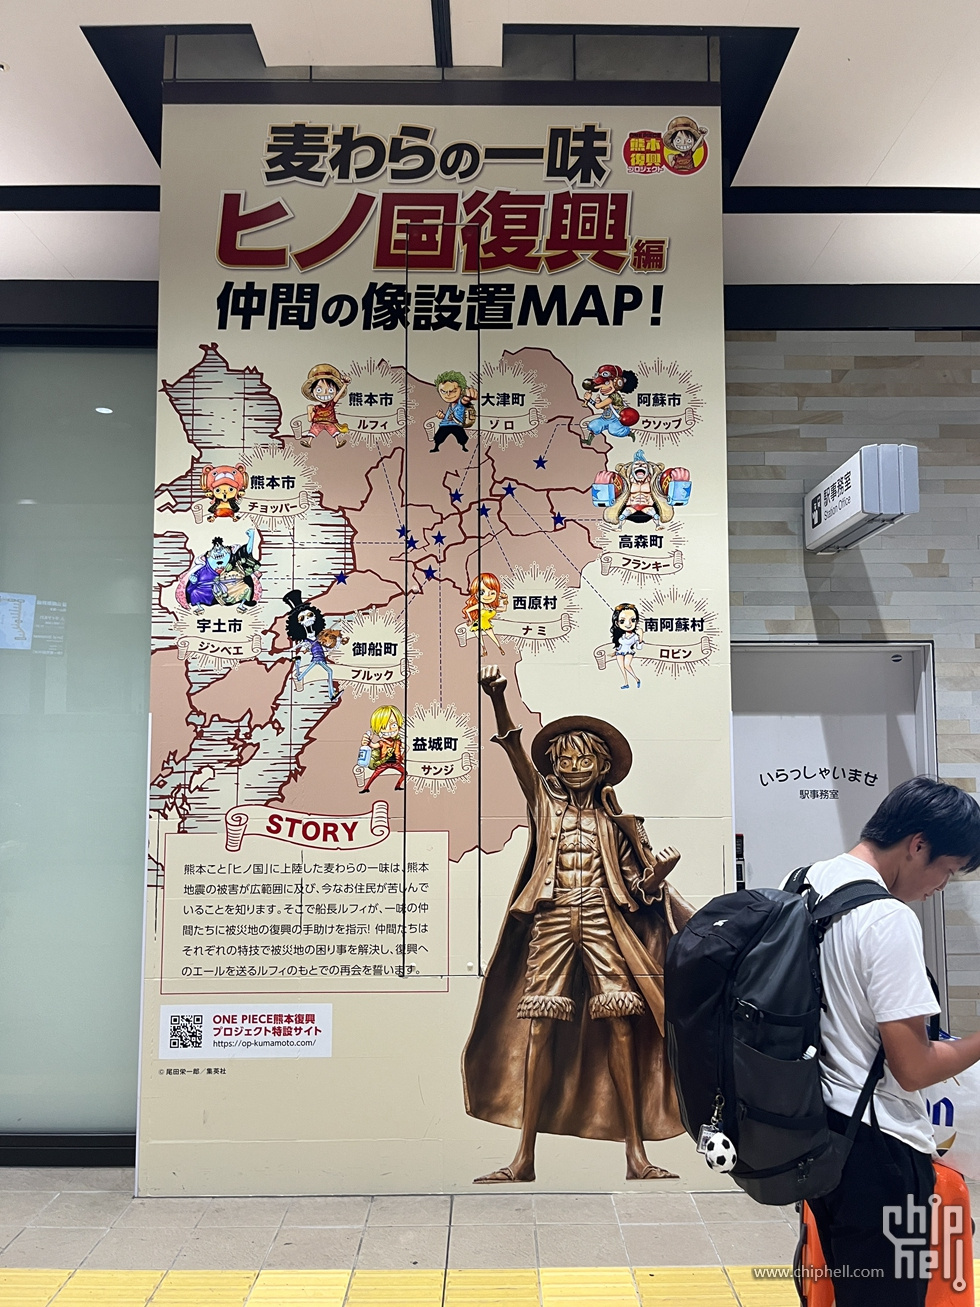 麦わらの一味
熊本
復興
プロジェクト
ヒノ国復興編
仲間の像設置MAP!
熊本市
ルフィ
大津町
ゾロ
阿蘇市
ウソップ
熊本市
チョッパー
高森町
フランキー
宇土市
ジンベエ
御船町
ブルック
西原村
ナミ
南阿蘇村
ロビン
益城町
サンジ
STORY
熊本こと「ヒノ国」に上陸した麦わらの一味は、熊本
地震の被害が広範囲に及び、今なお住民が苦しんで
いることを知ります。そこで船長ルフィが、一味の仲
間たちに被災地の復興の手助けを指示!仲間たちは
それぞれの特技で被災地の困り事を解決し、復興へ
のエールを送るルフィのもとでの再会を誓います。
ONE PIECE熊本復興
プロジェクト特設サイト
https://op-kumamoto.com/
© 尾田栄一郎/集英社
駅事務室
Station Office
いらっしゃいませ
駅事務室
www.chiphell.com
chip
hell